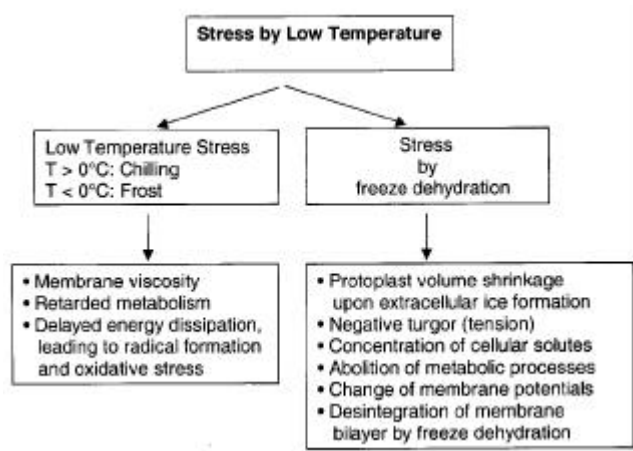 Stress by Low Temperature
Low Temperature Stress
T > 0°C: Chilling
T < 0°C: Frost
Stress
by
freeze dehydration
• Membrane viscosity
• Retarded metabolism
• Delayed energy dissipation,
leading to radical formation
and oxidative stress
• Protoplast volume shrinkage
upon extracellular ice formation
• Negative turgor (tension)
• Concentration of cellular solutes
• Abolition of metabolic processes
• Change of membrane potentials
• Desintegration of membrane
bilayer by freeze dehydration